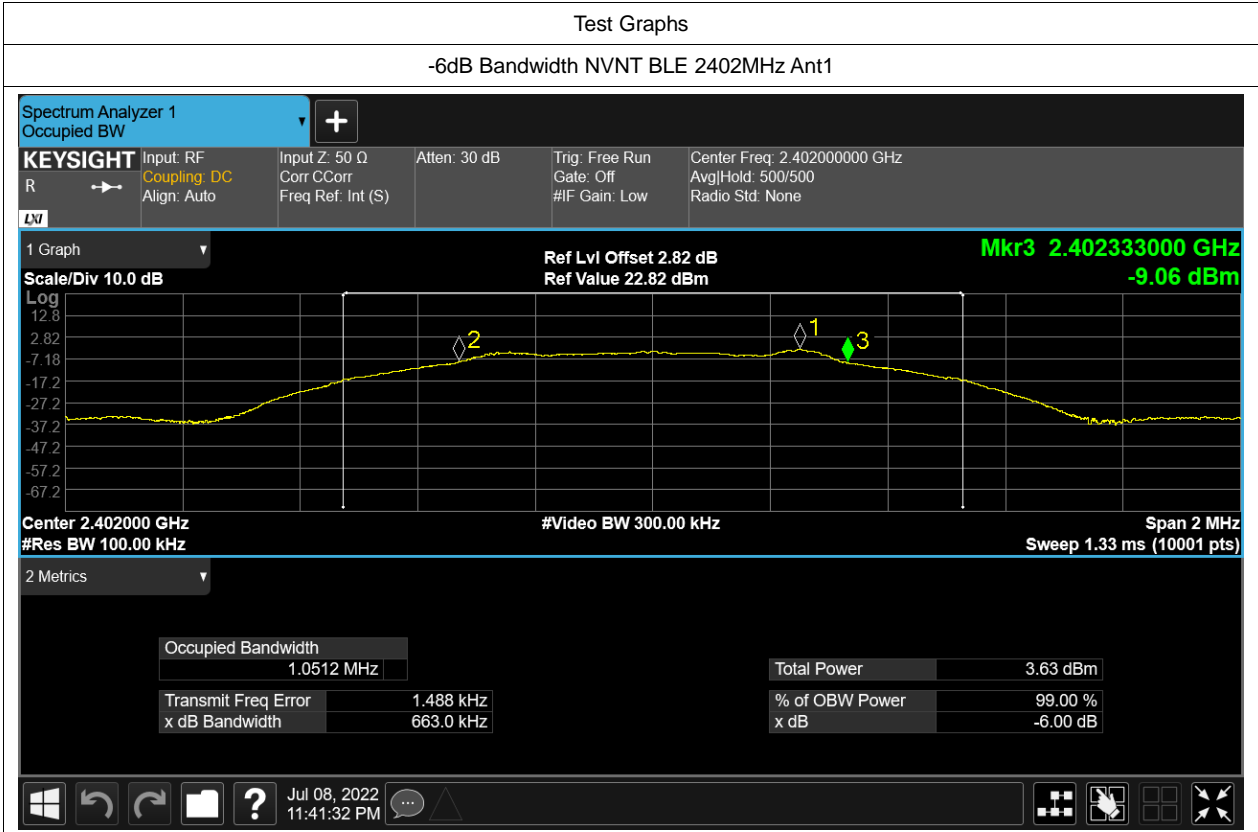 Test Graphs
-6dB Bandwidth NVNT BLE 2402MHz Ant1
Spectrum Analyzer 1
Occupied BW
KEYSIGHT
R
LXI
Input: RF
Coupling: DC
Align: Auto
Input Z: 50 Ω
Corr CCorr
Freq Ref: Int (S)
Atten: 30 dB
Trig: Free Run
Gate: Off
#IF Gain: Low
Center Freq: 2.402000000 GHz
Avg|Hold: 500/500
Radio Std: None
1 Graph
Scale/Div 10.0 dB
Ref Lvl Offset 2.82 dB
Ref Value 22.82 dBm
Mkr3 2.402333000 GHz
-9.06 dBm
Log
12.8
2.82
-7.18
-17.2
-27.2
-37.2
-47.2
-57.2
-67.2
2
1
3
Center 2.402000 GHz
#Res BW 100.00 kHz
#Video BW 300.00 kHz
Span 2 MHz
Sweep 1.33 ms (10001 pts)
2 Metrics
Occupied Bandwidth
1.0512 MHz
Total Power 3.63 dBm
Transmit Freq Error 1.488 kHz
% of OBW Power 99.00 %
x dB Bandwidth 663.0 kHz
x dB -6.00 dB
?
Jul 08, 2022
11:41:32 PM